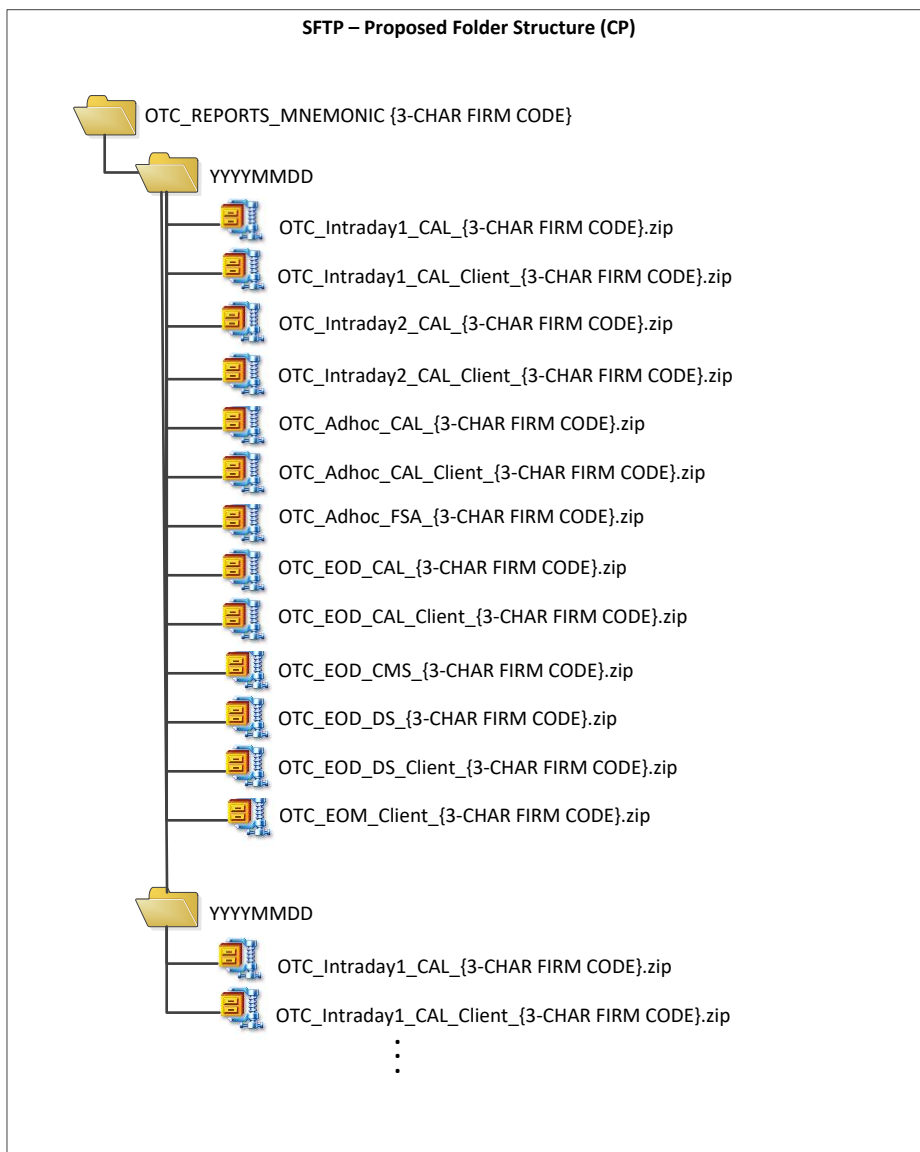 SFTP – Proposed Folder Structure (CP)
OTC_REPORTS_MNEMONIC {3-CHAR FIRM CODE}
YYYYMMDD
OTC_Intraday1_CAL_{3-CHAR FIRM CODE}.zip
OTC_Intraday1_CAL_Client_{3-CHAR FIRM CODE}.zip
OTC_Intraday2_CAL_{3-CHAR FIRM CODE}.zip
OTC_Intraday2_CAL_Client_{3-CHAR FIRM CODE}.zip
OTC_Adhoc_CAL_{3-CHAR FIRM CODE}.zip
OTC_Adhoc_CAL_Client_{3-CHAR FIRM CODE}.zip
OTC_Adhoc_FSA_{3-CHAR FIRM CODE}.zip
OTC_EOD_CAL_{3-CHAR FIRM CODE}.zip
OTC_EOD_CAL_Client_{3-CHAR FIRM CODE}.zip
OTC_EOD_CMS_{3-CHAR FIRM CODE}.zip
OTC_EOD_DS_{3-CHAR FIRM CODE}.zip
OTC_EOD_DS_Client_{3-CHAR FIRM CODE}.zip
OTC_EOM_Client_{3-CHAR FIRM CODE}.zip
YYYYMMDD
OTC_Intraday1_CAL_{3-CHAR FIRM CODE}.zip
OTC_Intraday1_CAL_Client_{3-CHAR FIRM CODE}.zip